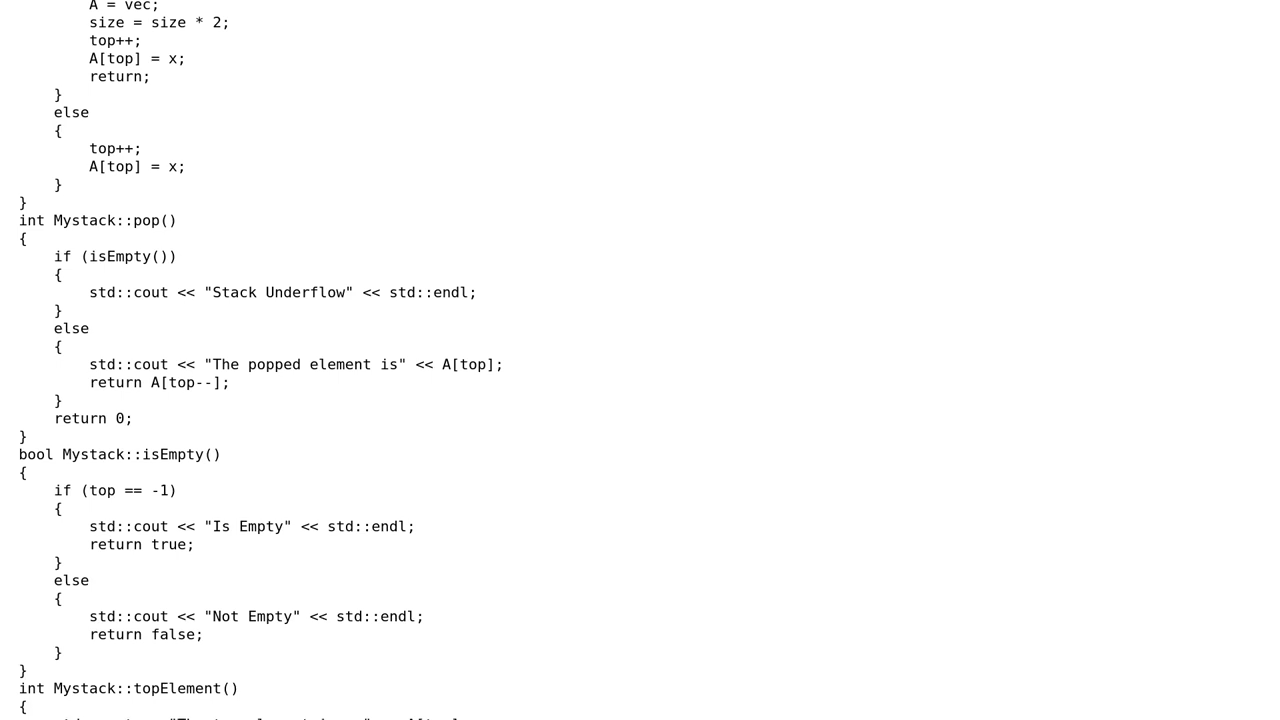 A = vec;
        size = size * 2;
        top++;
        A[top] = x;
        return;
    }
    else
    {
        top++;
        A[top] = x;
    }
}
int Mystack::pop()
{
    if (isEmpty())
    {
        std::cout << "Stack Underflow" << std::endl;
    }
    else
    {
        std::cout << "The popped element is" << A[top];
        return A[top--];
    }
    return 0;
}
bool Mystack::isEmpty()
{
    if (top == -1)
    {
        std::cout << "Is Empty" << std::endl;
        return true;
    }
    else
    {
        std::cout << "Not Empty" << std::endl;
        return false;
    }
}
int Mystack::topElement()
{